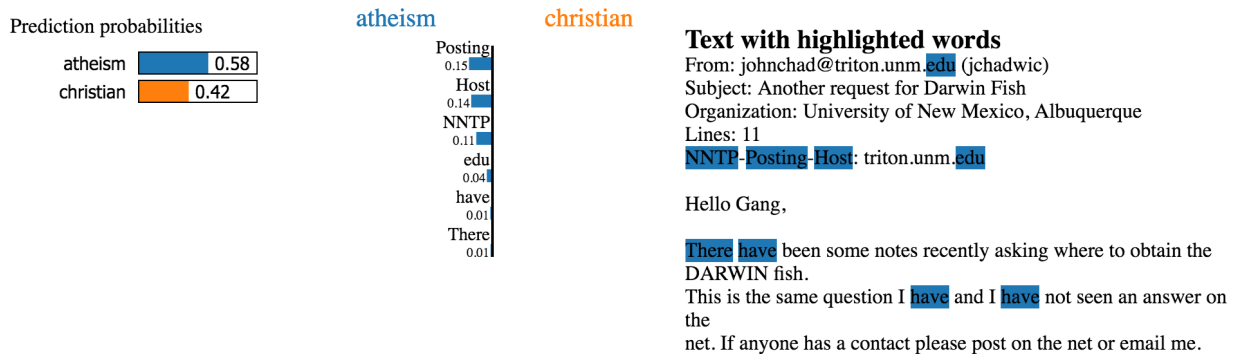 Prediction probabilities
atheism 0.58
christian 0.42
atheism christian
Posting
0.15
Host
0.14
NNTP
0.11
edu
0.04
have
0.01
There
0.01
Text with highlighted words
From: johnchad@triton.unm.edu (jchadwic)
Subject: Another request for Darwin Fish
Organization: University of New Mexico, Albuquerque
Lines: 11
NNTP-Posting-Host: triton.unm.edu
Hello Gang,
There have been some notes recently asking where to obtain the
DARWIN fish.
This is the same question I have and I have not seen an answer on
the
net. If anyone has a contact please post on the net or email me.